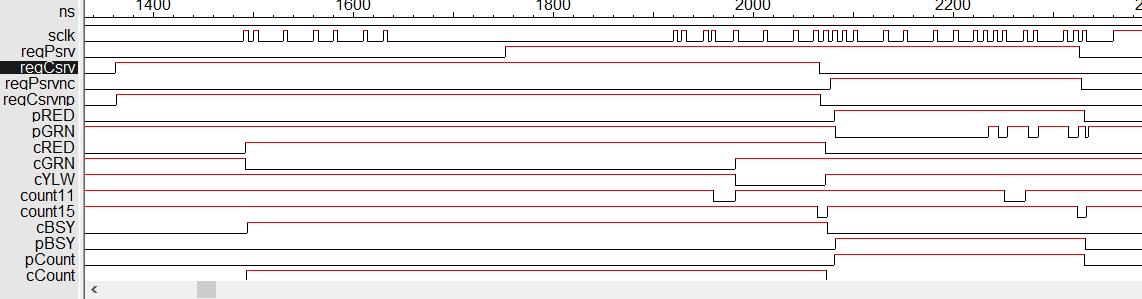 ns 1400 1600 1800 2000 2200 2
sclk
reqPsrv
reqCsrv
reqPsrvnc
reqCsrvnp
pRED
pGRN
cRED
cGRN
cYLW
count11
count15
cBSY
pBSY
pCount
cCount